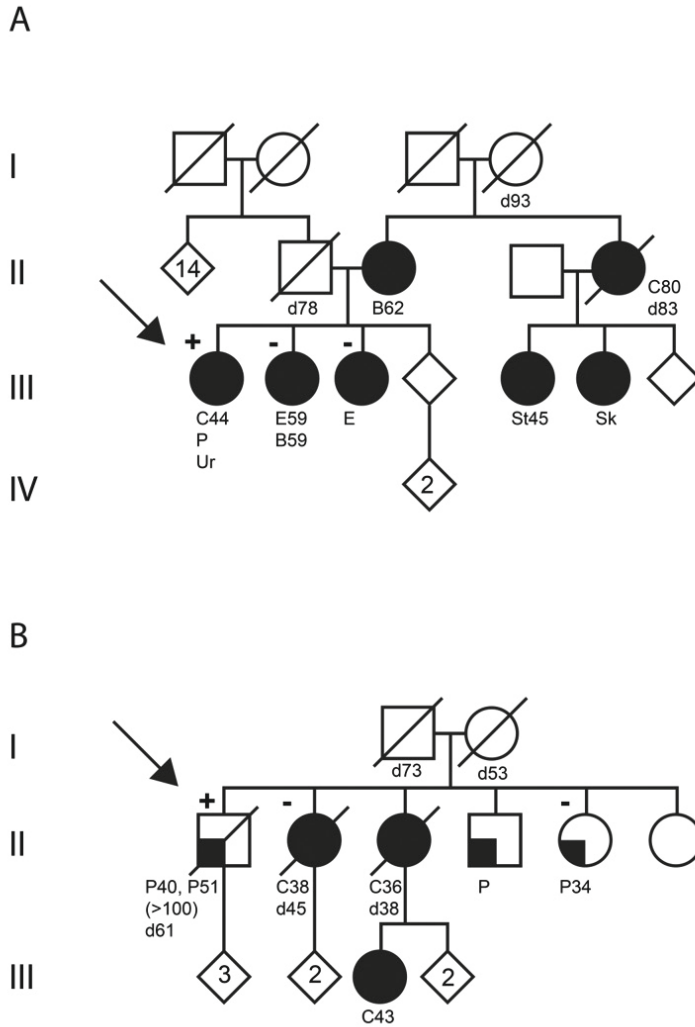 A
I
d93
II
14
d78
B62
C80
d83
+
-
-
III
C44
P
Ur
E59
B59
E
St45
Sk
IV
2
B
I
d73
d53
+
-
-
II
P40, P51
(>100)
d61
C38
d45
C36
d38
P
P34
III
3
2
2
C43